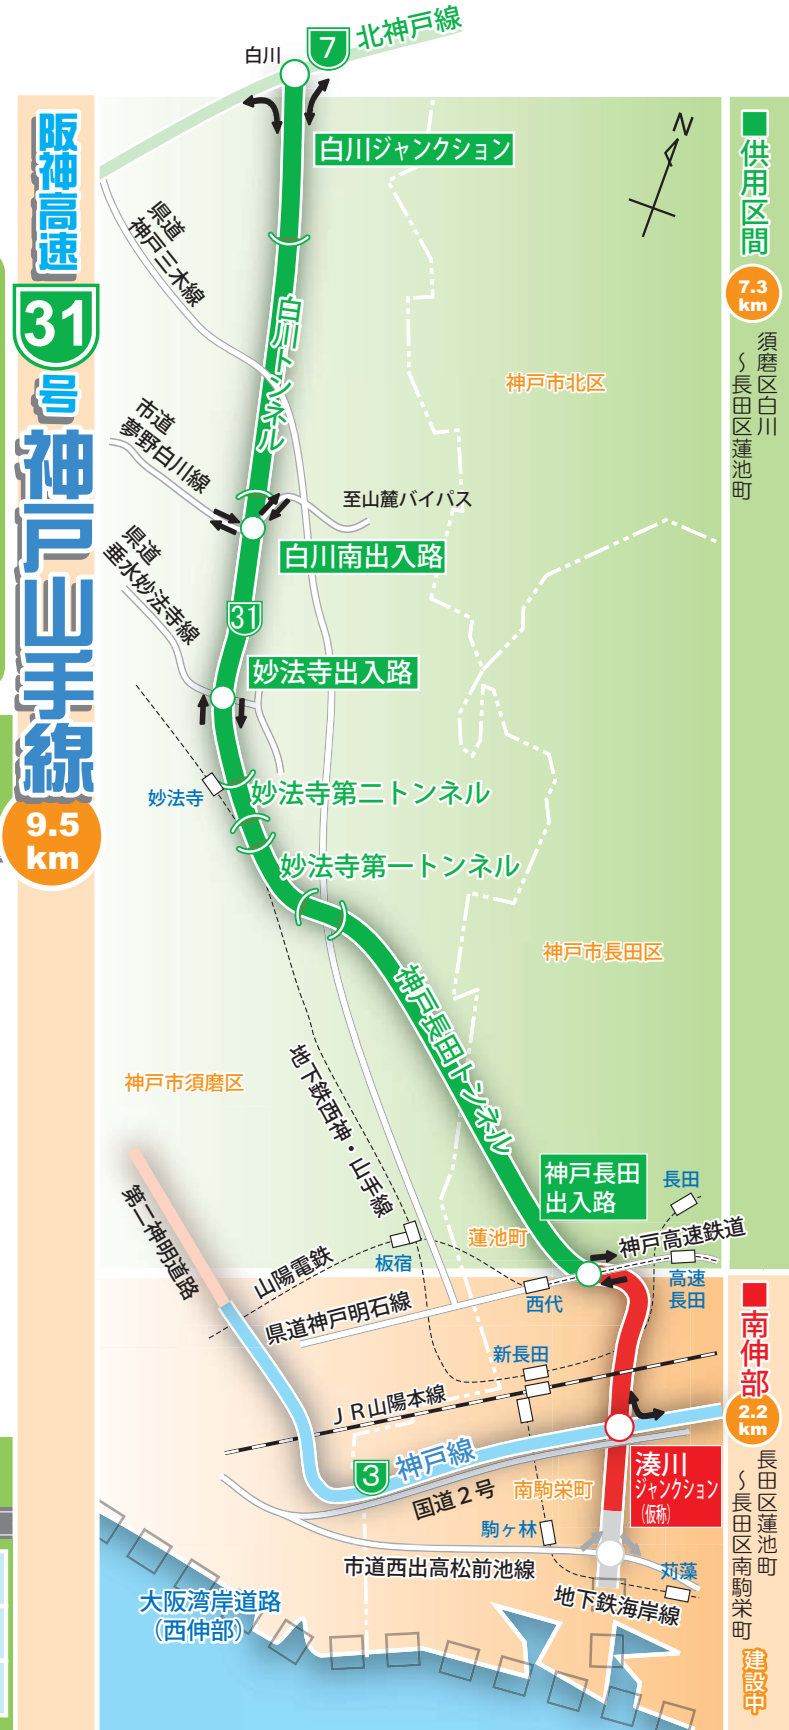 阪神高速
31
号
神戸山手線
9.5
km
白川
7
北神戸線
白川ジャンクション
N
県道
神戸三木線
白川トンネル
神戸市北区
市道
夢野白川線
至山麓バイパス
白川南出入路
県道
垂水妙法寺線
31
妙法寺出入路
妙法寺
妙法寺第二トンネル
妙法寺第一トンネル
神戸市長田区
神戸長田トンネル
神戸市須磨区
地下鉄西神・山手線
第二神明道路
神戸長田
出入路
長田
蓮池町
神戸高速鉄道
山陽電鉄
板宿
西代
高速
長田
県道神戸明石線
新長田
JR山陽本線
3
神戸線
国道2号
南駒栄町
湊川
ジャンクション
(仮称)
駒ヶ林
市道西出高松前池線
苅藻
地下鉄海岸線
大阪湾岸道路
(西伸部)
■供用区間
7.3
km
須磨区白川
～長田区蓮池町
■南伸部
2.2
km
長田区蓮池町
～長田区南駒栄町
建設中